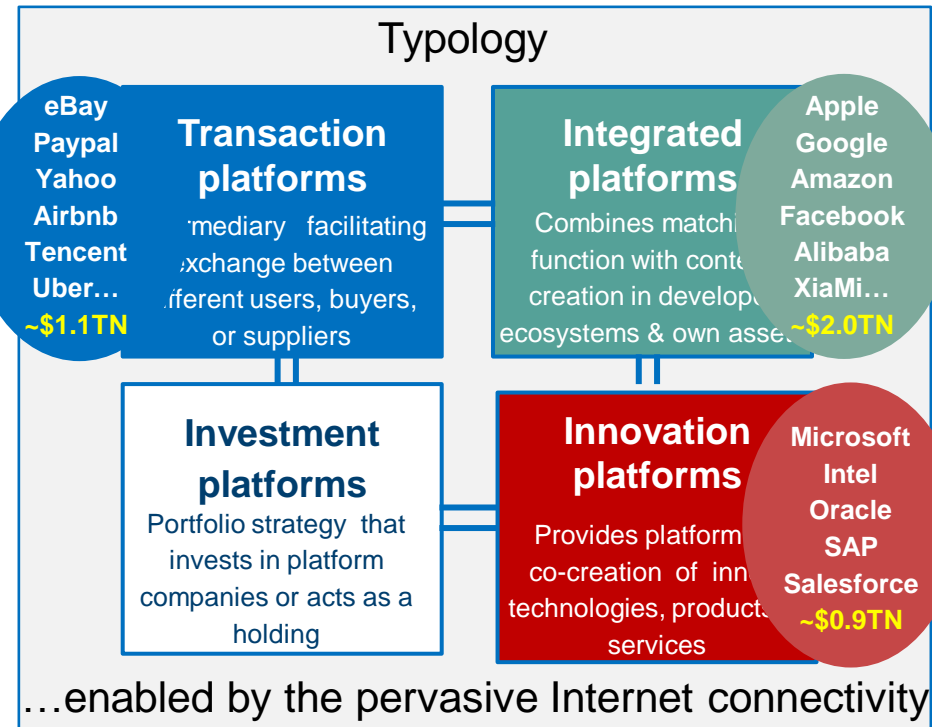 Typology
eBay
Paypal
Yahoo
Airbnb
Tencent
Uber…
~$1.1TN
Transaction
platforms
facilitating
exchange between
users, buyers,
or suppliers
Integrated
platforms
Combines
function with
creation in
ecosystems & own
Apple
Google
Amazon
Facebook
Alibaba
XiaMi…
~$2.0TN
Investment
platforms
Portfolio strategy that
invests in platform
companies or acts as a
holding
Innovation
platforms
Provides platform
co-creation of
technologies, products
services
Microsoft
Intel
Oracle
SAP
Salesforce
~$0.9TN
…enabled by the pervasive Internet connectivity